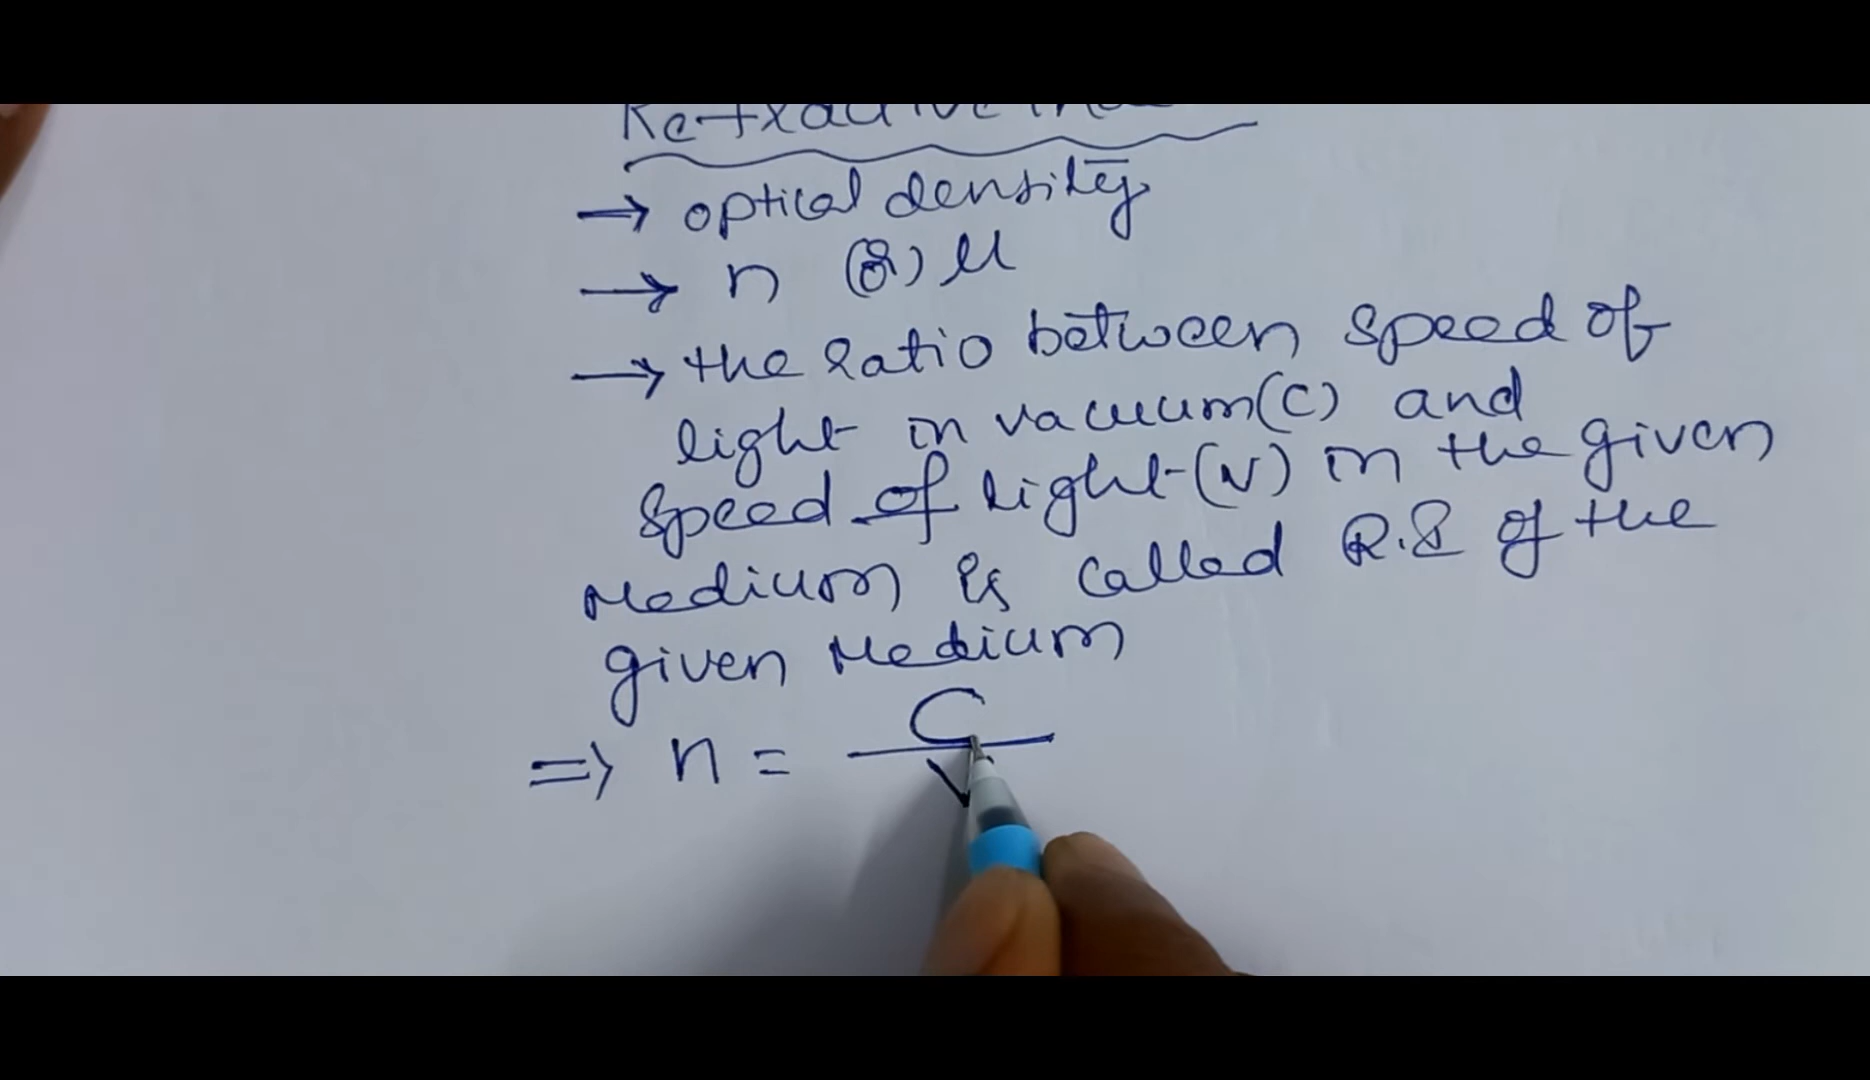 Refractive
→ optical density
→ n (or) μ
→ the ratio between speed of
light in vacuum(C) and
speed of light (V) in the given
Medium is called R.I of the
given Medium
⇒ n = C
V